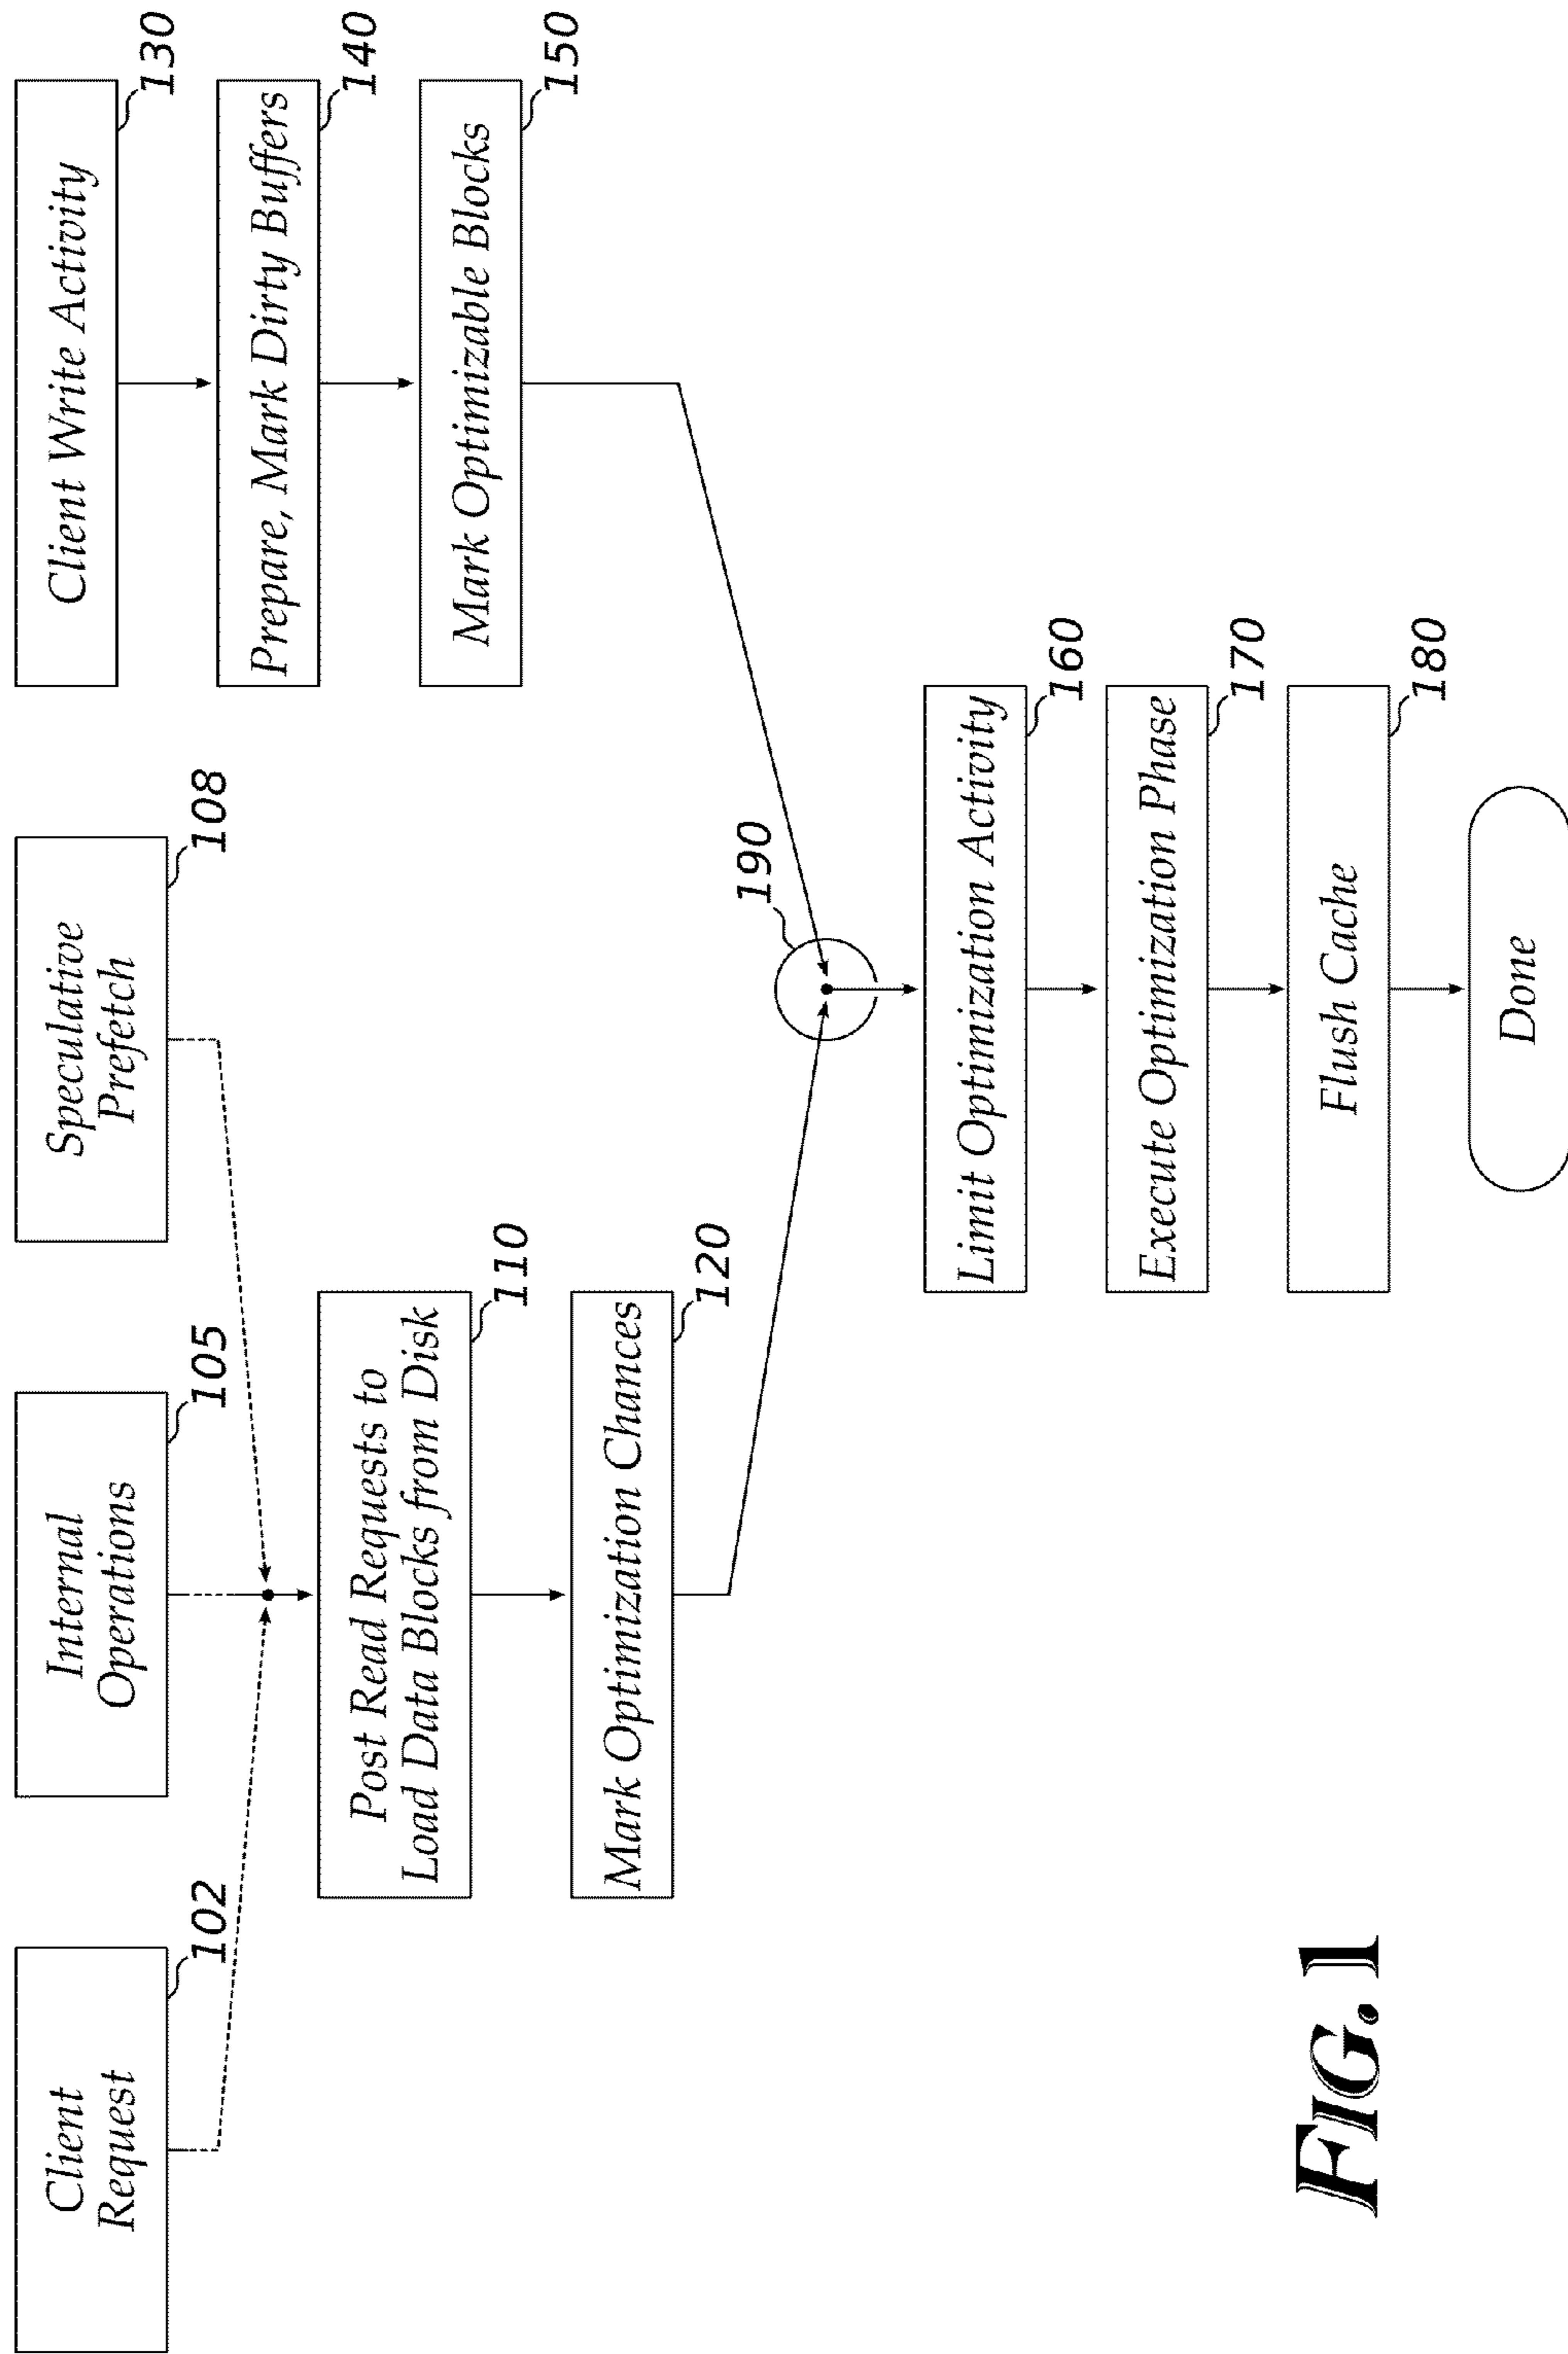 Client
Request
102
Internal
Operations
105
Speculative
Prefetch
108
Client Write Activity
130
Prepare, Mark Dirty Buffers
140
Mark Optimizable Blocks
150
Post Read Requests to
Load Data Blocks from Disk
110
Mark Optimization Chances
120
190
Limit Optimization Activity
160
Execute Optimization Phase
170
Flush Cache
180
Done
FIG. 1